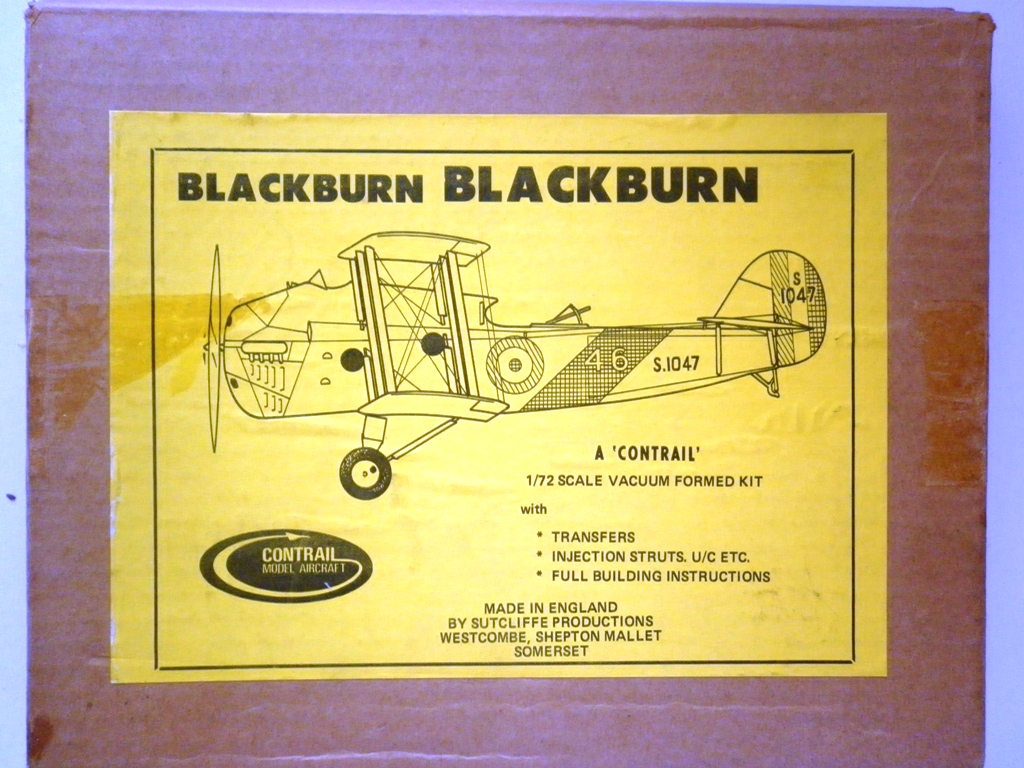 BLACKBURN BLACKBURN
S
1047
46
S.1047
A 'CONTRAIL'
1/72 SCALE VACUUM FORMED KIT
with
* TRANSFERS
* INJECTION STRUTS. U/C ETC.
* FULL BUILDING INSTRUCTIONS
CONTRAIL
MODEL AIRCRAFT
MADE IN ENGLAND
BY SUTCLIFFE PRODUCTIONS
WESTCOMBE, SHEPTON MALLET
SOMERSET